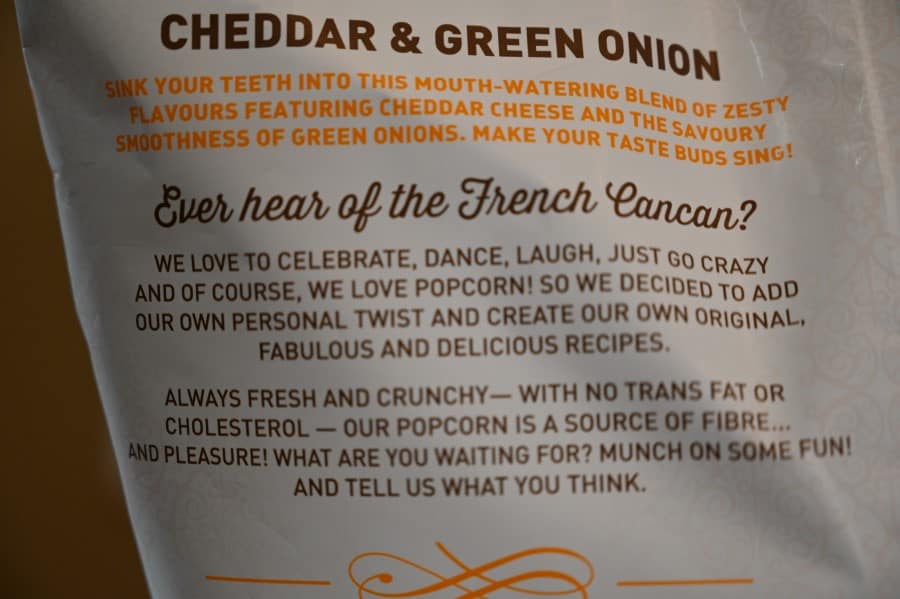 CHEDDAR & GREEN ONION
SINK YOUR TEETH INTO THIS MOUTH-WATERING BLEND OF ZESTY
FLAVOURS FEATURING CHEDDAR CHEESE AND THE SAVOURY
SMOOTHNESS OF GREEN ONIONS. MAKE YOUR TASTE BUDS SING!
Ever hear of the French Cancan?
WE LOVE TO CELEBRATE, DANCE, LAUGH, JUST GO CRAZY
AND OF COURSE, WE LOVE POPCORN! SO WE DECIDED TO ADD
OUR OWN PERSONAL TWIST AND CREATE OUR OWN ORIGINAL,
FABULOUS AND DELICIOUS RECIPES.
ALWAYS FRESH AND CRUNCHY— WITH NO TRANS FAT OR
CHOLESTEROL — OUR POPCORN IS A SOURCE OF FIBRE...
AND PLEASURE! WHAT ARE YOU WAITING FOR? MUNCH ON SOME FUN!
AND TELL US WHAT YOU THINK.